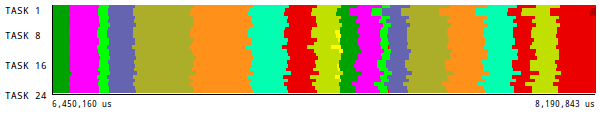 TASK 1
TASK 8
TASK 16
TASK 24
6,450,160 us
8,190,843 us